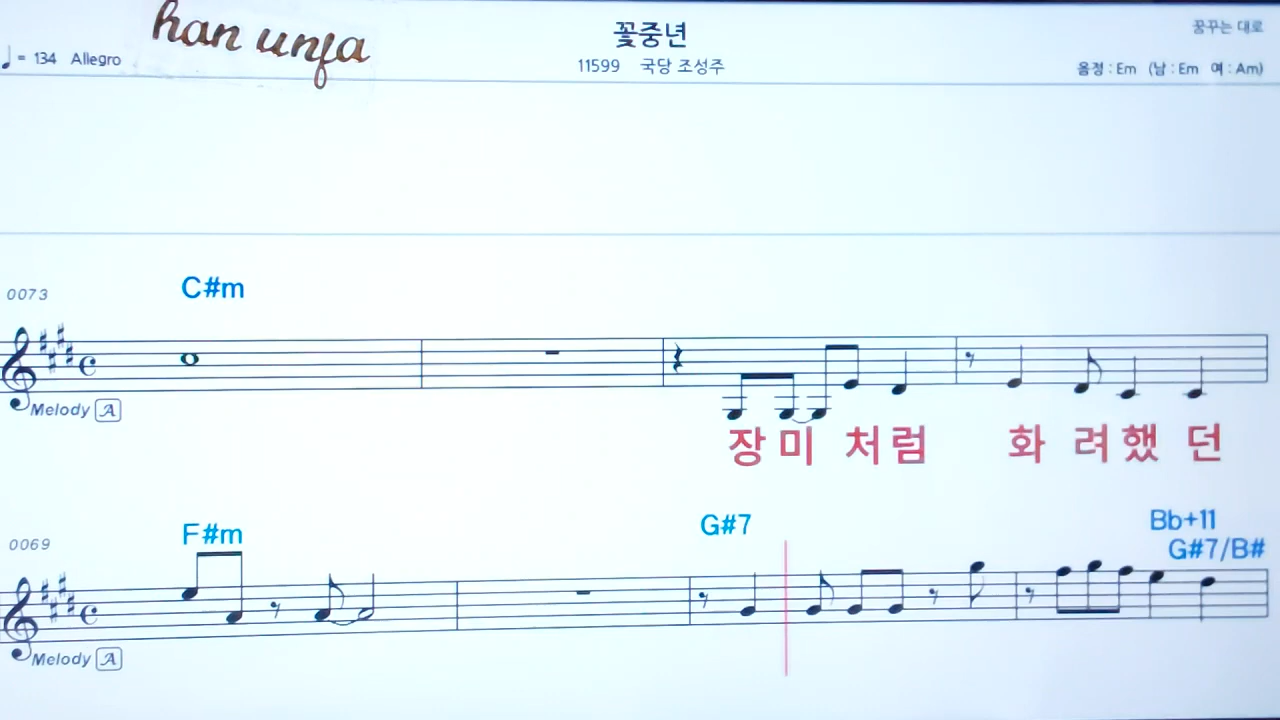 han unja
꽃중년
꿈꾸는 대로
♩= 134 Allegro
11599 국당 조성주
음정 : Em (남 : Em 여 : Am)
0073
C#m
Melody A
장미 처럼 화 려했 던
0069
F#m
G#7
Bb+11
G#7/B#
Melody A